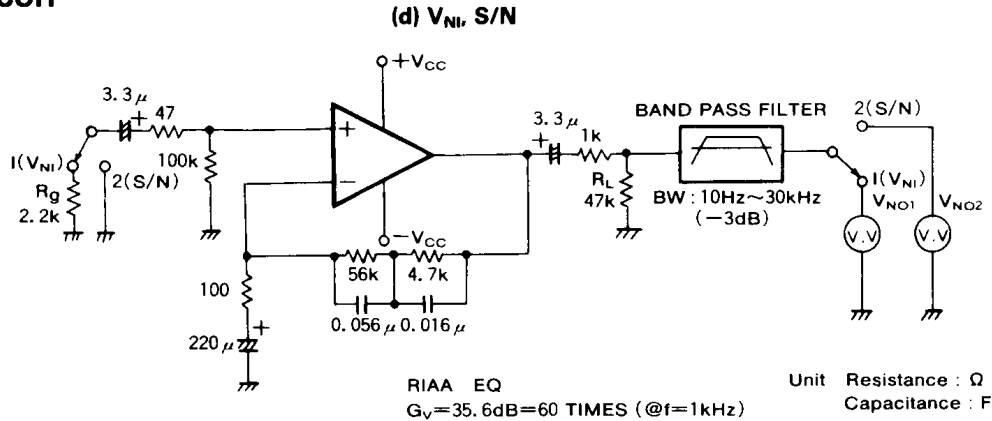 (d) V_NI, S/N
+V_CC
3.3μ
+
47
1(V_NI)
R_g
2.2k
2(S/N)
100k
+
−
−V_CC
3.3μ
+
1k
R_L
47k
BAND PASS FILTER
BW : 10Hz~30kHz
(−3dB)
2(S/N)
1(V_NI)
V_NO1
V_NO2
V.V
V.V
56k
4.7k
0.056μ
0.016μ
100
220μ
+
RIAA EQ
G_V=35.6dB=60 TIMES (@f=1kHz)
Unit Resistance : Ω
Capacitance : F